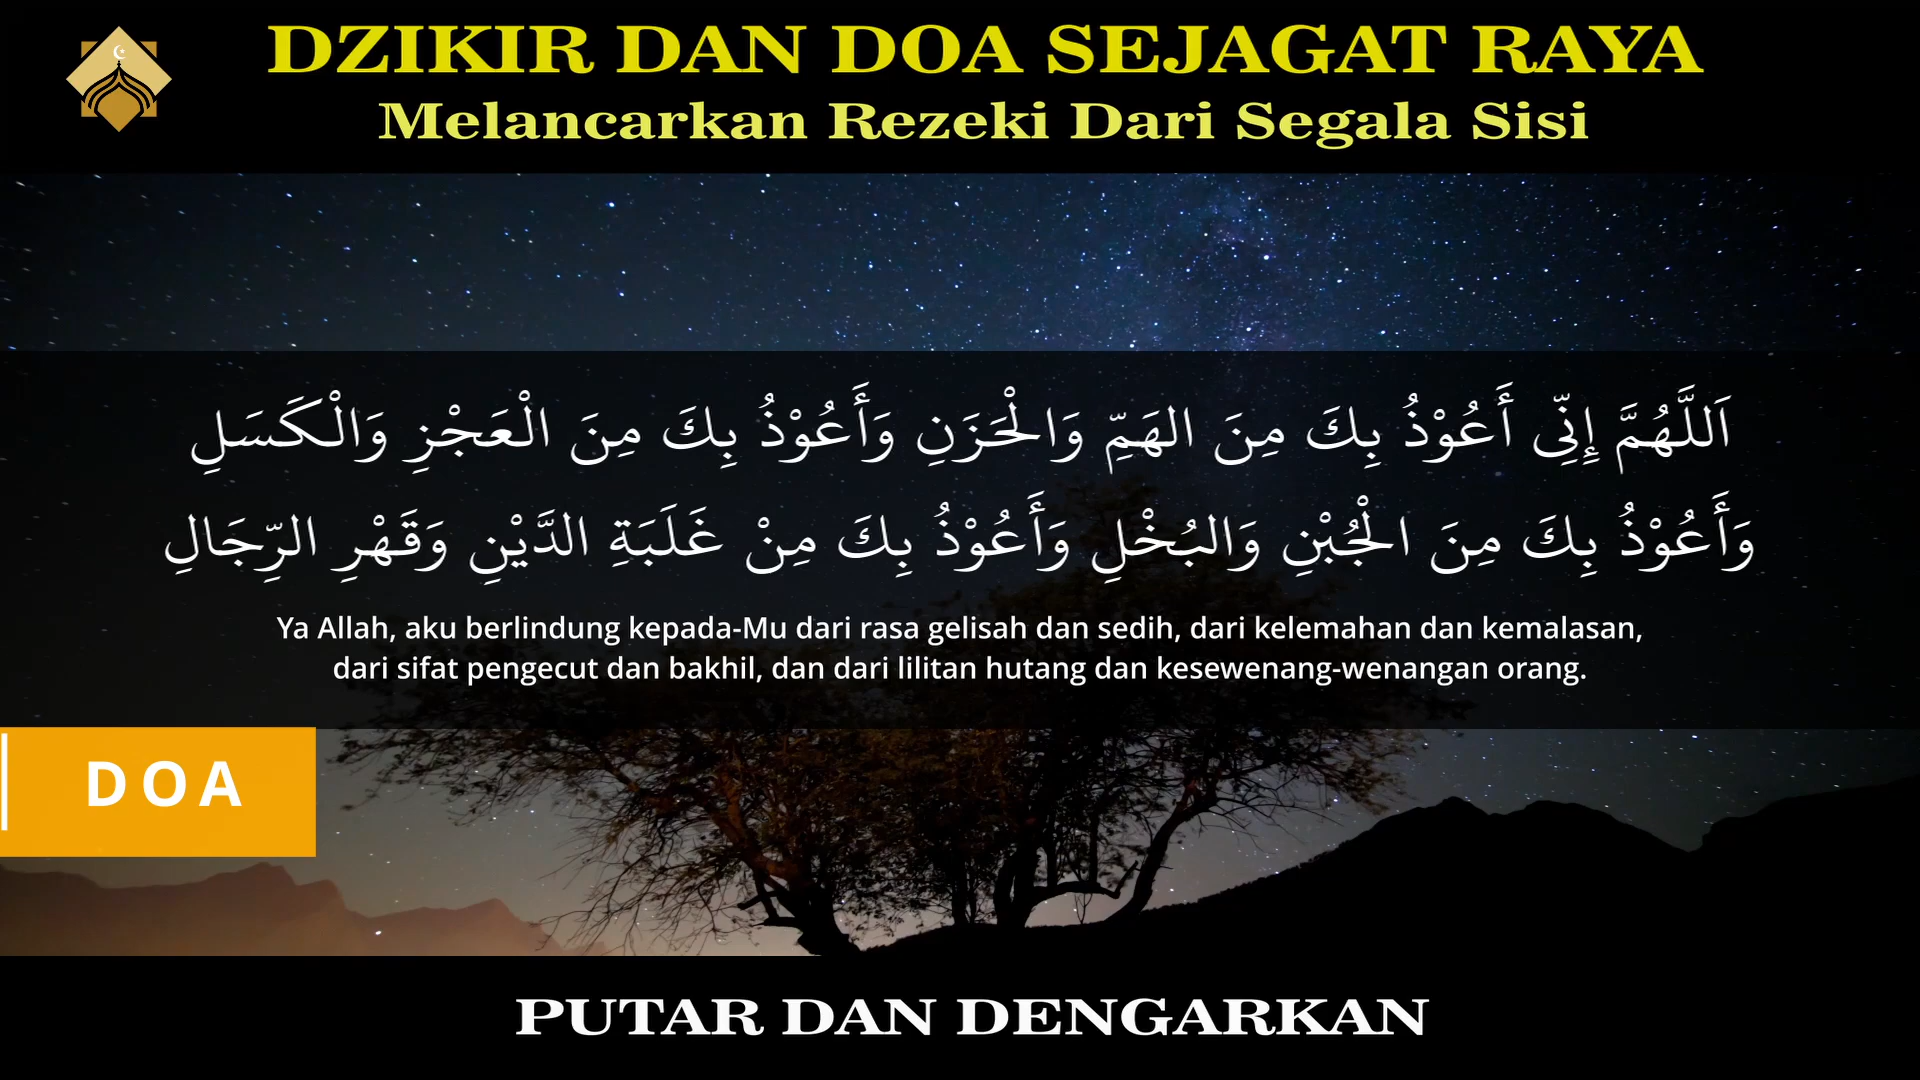 DZIKIR DAN DOA SEJAGAT RAYA
Melancarkan Rezeki Dari Segala Sisi
اَللَّهُمَّ إِنِّى أَعُوْذُ بِكَ مِنَ الهَمِّ وَالْحَزَنِ وَأَعُوْذُ بِكَ مِنَ الْعَجْزِ وَالْكَسَلِ
وَأَعُوْذُ بِكَ مِنَ الْجُبْنِ وَالبُخْلِ وَأَعُوْذُ بِكَ مِنْ غَلَبَةِ الدَّيْنِ وَقَهْرِ الرِّجَالِ
Ya Allah, aku berlindung kepada-Mu dari rasa gelisah dan sedih, dari kelemahan dan kemalasan,
dari sifat pengecut dan bakhil, dan dari lilitan hutang dan kesewenang-wenangan orang.
DOA
PUTAR DAN DENGARKAN